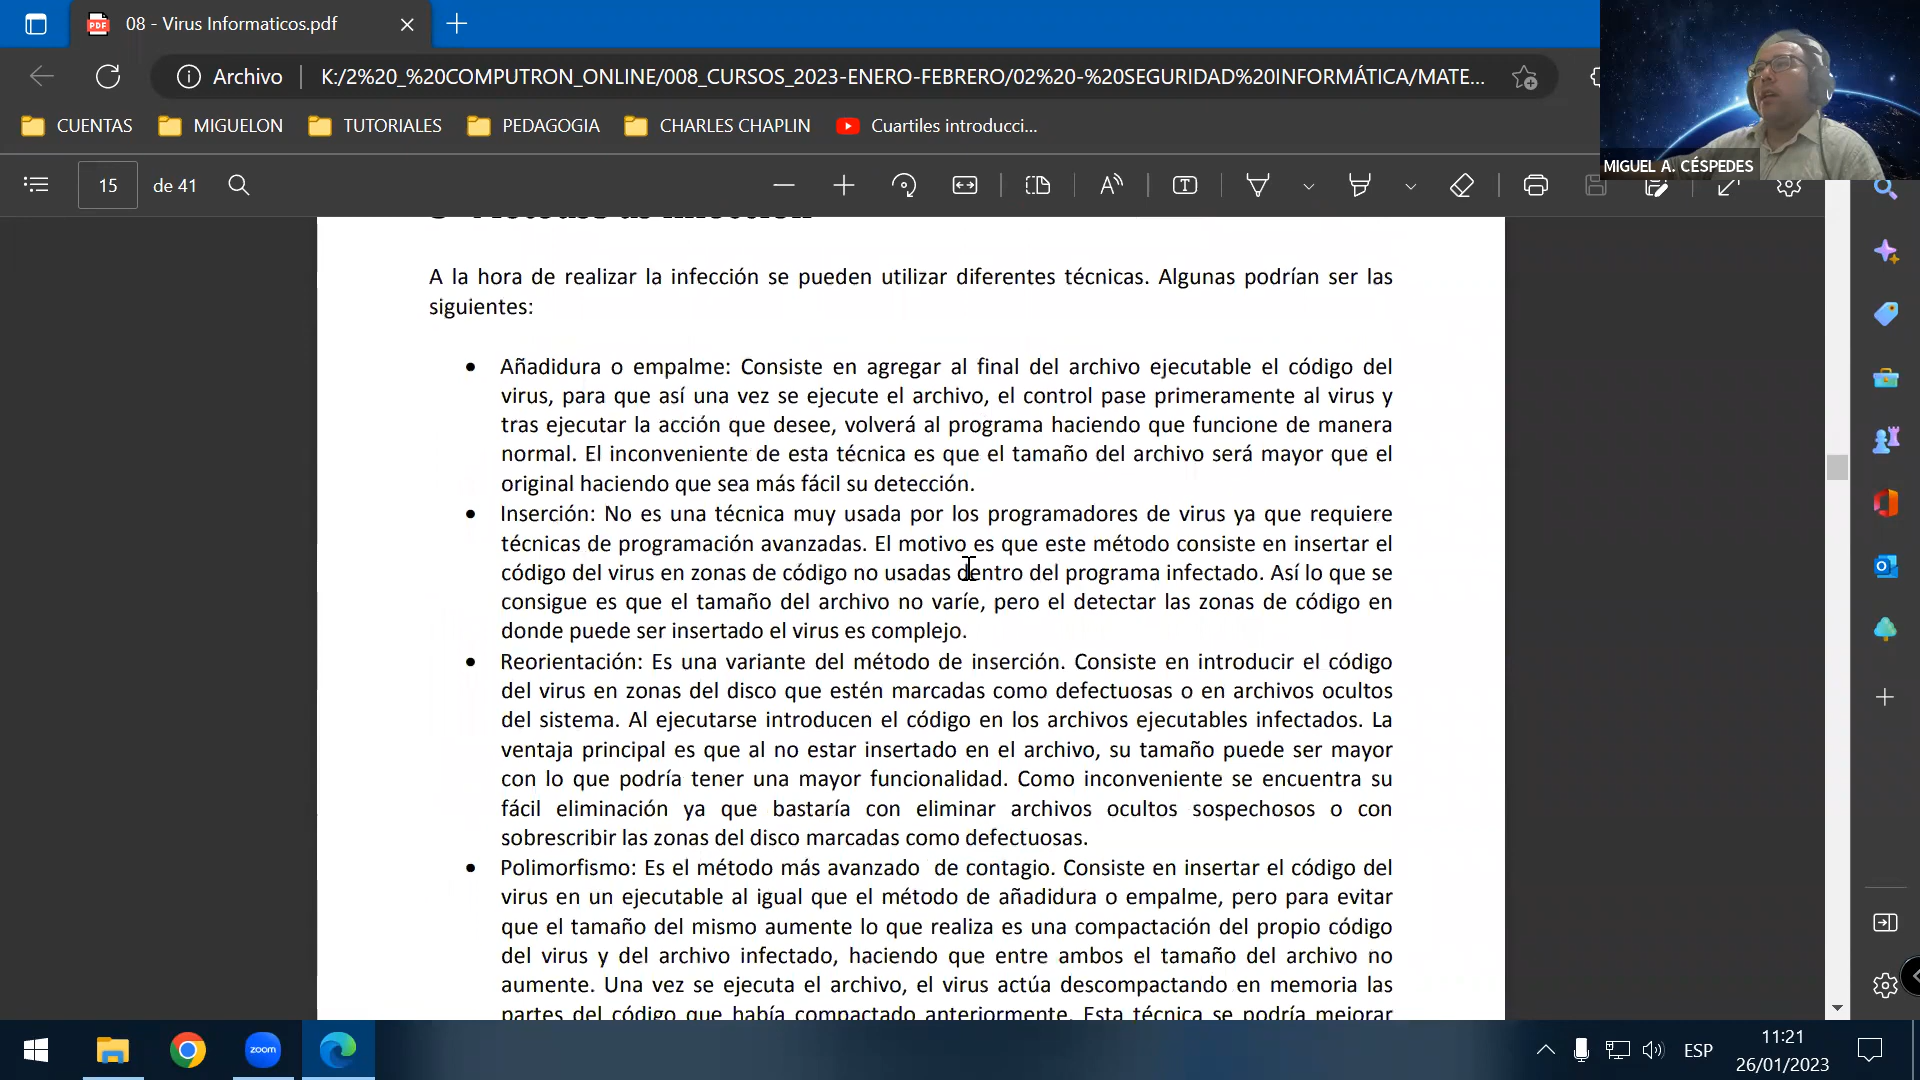 08 - Virus Informaticos.pdf
Archivo
K:/2%20_%20COMPUTRON_ONLINE/008_CURSOS_2023-ENERO-FEBRERO/02%20-%20SEGURIDAD%20INFORMÁTICA/MATE...
CUENTAS
MIGUELON
TUTORIALES
PEDAGOGIA
CHARLES CHAPLIN
Cuartiles introducci...
MIGUEL A. CÉSPEDES
15
de 41
A la hora de realizar la infección se pueden utilizar diferentes técnicas. Algunas podrían ser las
siguientes:
• Añadidura o empalme: Consiste en agregar al final del archivo ejecutable el código del
virus, para que así una vez se ejecute el archivo, el control pase primeramente al virus y
tras ejecutar la acción que desee, volverá al programa haciendo que funcione de manera
normal. El inconveniente de esta técnica es que el tamaño del archivo será mayor que el
original haciendo que sea más fácil su detección.
• Inserción: No es una técnica muy usada por los programadores de virus ya que requiere
técnicas de programación avanzadas. El motivo es que este método consiste en insertar el
código del virus en zonas de código no usadas dentro del programa infectado. Así lo que se
consigue es que el tamaño del archivo no varíe, pero el detectar las zonas de código en
donde puede ser insertado el virus es complejo.
• Reorientación: Es una variante del método de inserción. Consiste en introducir el código
del virus en zonas del disco que estén marcadas como defectuosas o en archivos ocultos
del sistema. Al ejecutarse introducen el código en los archivos ejecutables infectados. La
ventaja principal es que al no estar insertado en el archivo, su tamaño puede ser mayor
con lo que podría tener una mayor funcionalidad. Como inconveniente se encuentra su
fácil eliminación ya que bastaría con eliminar archivos ocultos sospechosos o con
sobrescribir las zonas del disco marcadas como defectuosas.
• Polimorfismo: Es el método más avanzado de contagio. Consiste en insertar el código del
virus en un ejecutable al igual que el método de añadidura o empalme, pero para evitar
que el tamaño del mismo aumente lo que realiza es una compactación del propio código
del virus y del archivo infectado, haciendo que entre ambos el tamaño del archivo no
aumente. Una vez se ejecuta el archivo, el virus actúa descompactando en memoria las
partes del código que había compactado anteriormente. Esta técnica se podría mejorar
zoom
ESP
11:21
26/01/2023